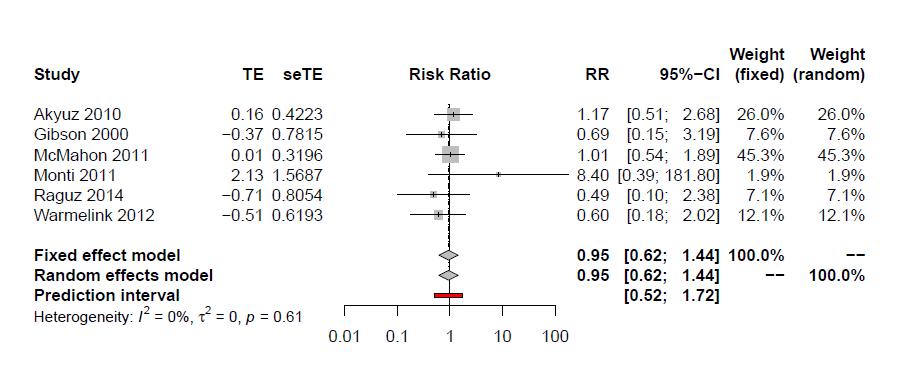 Weight Weight
Study TE seTE Risk Ratio RR 95%−CI (fixed) (random)
Akyuz 2010 0.16 0.4223 1.17 [0.51; 2.68] 26.0% 26.0%
Gibson 2000 −0.37 0.7815 0.69 [0.15; 3.19] 7.6% 7.6%
McMahon 2011 0.01 0.3196 1.01 [0.54; 1.89] 45.3% 45.3%
Monti 2011 2.13 1.5687 8.40 [0.39; 181.80] 1.9% 1.9%
Raguz 2014 −0.71 0.8054 0.49 [0.10; 2.38] 7.1% 7.1%
Warmelink 2012 −0.51 0.6193 0.60 [0.18; 2.02] 12.1% 12.1%
Fixed effect model 0.95 [0.62; 1.44] 100.0% −−
Random effects model 0.95 [0.62; 1.44] −− 100.0%
Prediction interval [0.52; 1.72]
Heterogeneity: I² = 0%, τ² = 0, p = 0.61
0.01 0.1 1 10 100